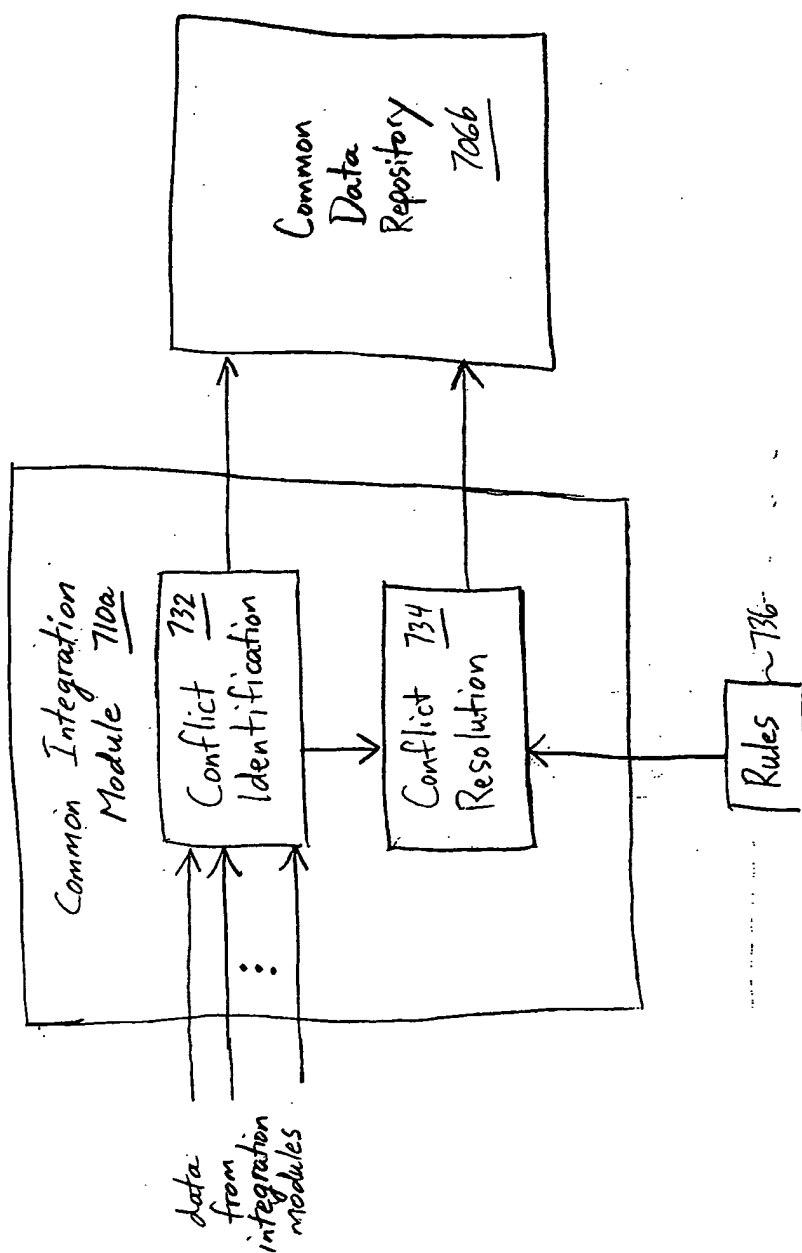 Common Integration
Module 710a
data
from
integration
modules
Conflict 732
Identification
Conflict 734
Resolution
Common
Data
Repository
706b
Rules
736